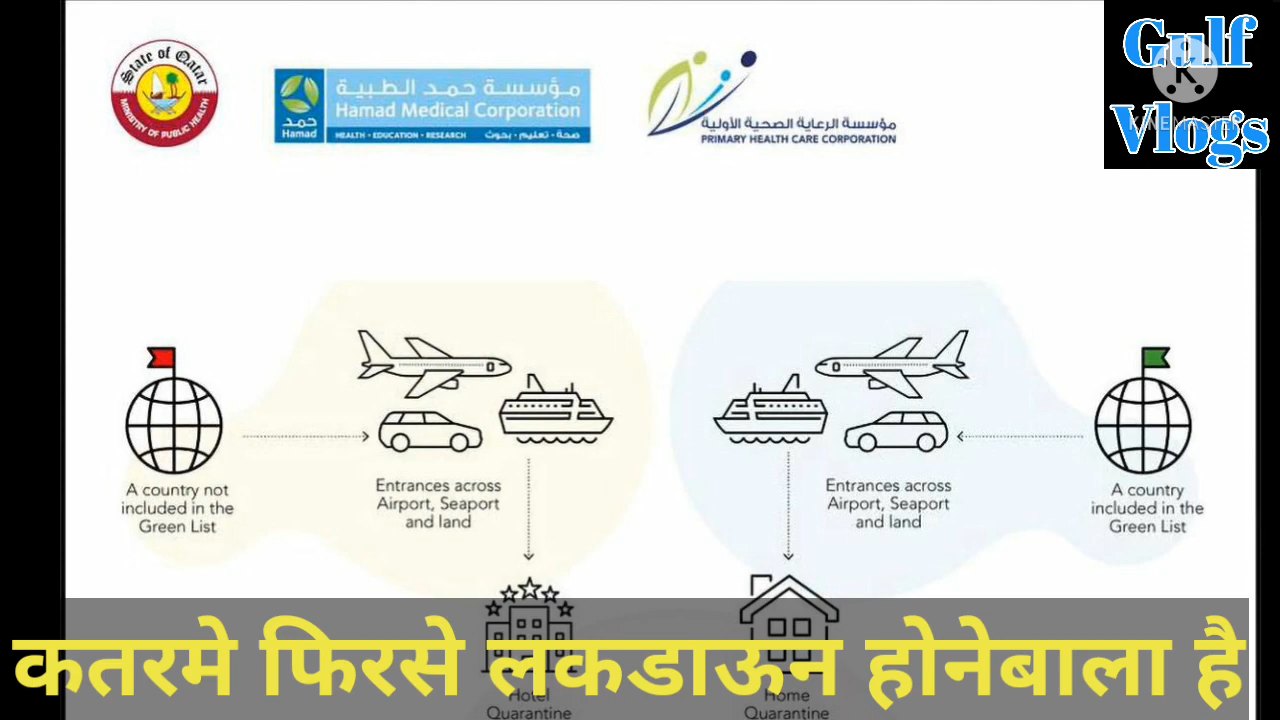 State of Qatar
MINISTRY OF PUBLIC HEALTH
مؤسسة حمد الطبية
Hamad Medical Corporation
حمد
Hamad
HEALTH • EDUCATION • RESEARCH صحة • تعليم • بحوث
مؤسسة الرعاية الصحية الأولية
PRIMARY HEALTH CARE CORPORATION
Gulf
Vlogs
K
KINEMASTER
A country not
included in the
Green List
Entrances across
Airport, Seaport
and land
Entrances across
Airport, Seaport
and land
A country
included in the
Green List
कतरमे फिरसे लकडाऊन होनेबाला है
Hotel
Quarantine
Home
Quarantine